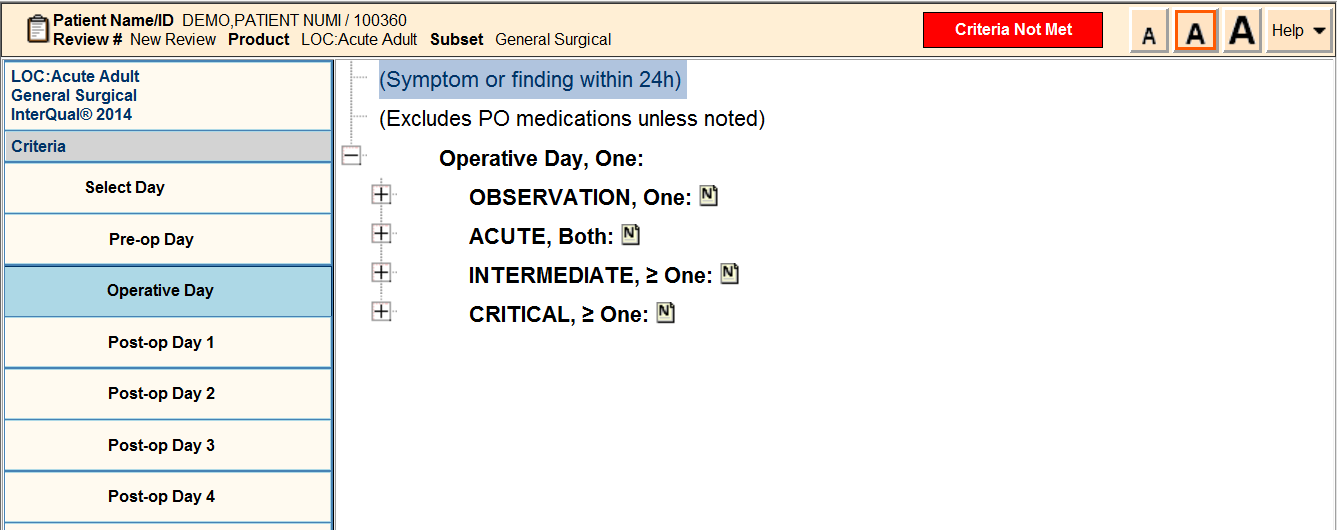 Patient Name/ID DEMO,PATIENT NUMI / 100360
Review # New Review Product LOC:Acute Adult Subset General Surgical
Criteria Not Met
A A A Help
LOC:Acute Adult
General Surgical
InterQual® 2014
Criteria
Select Day
Pre-op Day
Operative Day
Post-op Day 1
Post-op Day 2
Post-op Day 3
Post-op Day 4
(Symptom or finding within 24h)
(Excludes PO medications unless noted)
Operative Day, One:
OBSERVATION, One: N
ACUTE, Both: N
INTERMEDIATE, ≥ One: N
CRITICAL, ≥ One: N